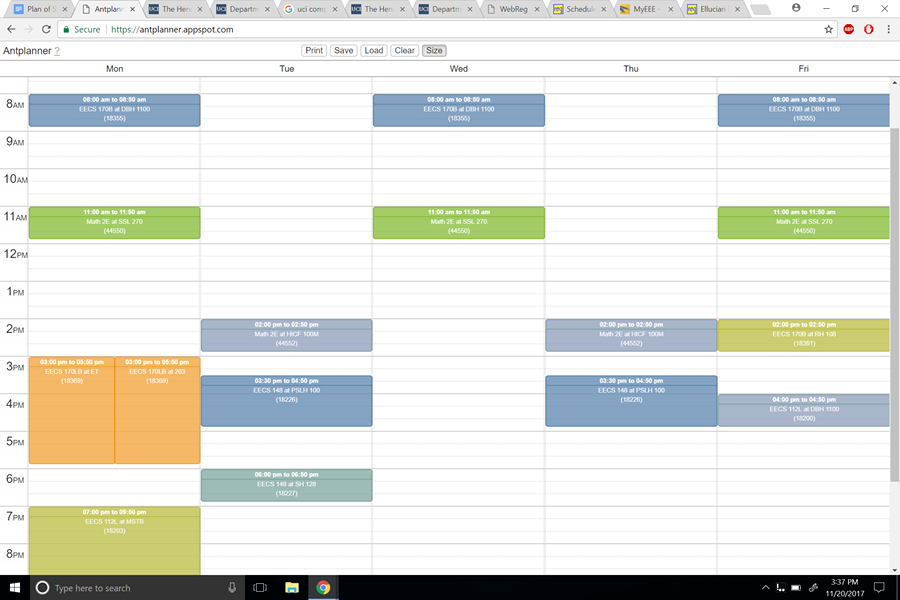 Plan of S
Antplann
The Hen
Departm
uci comp
The Hen
Departm
WebReg
Schedul
MyEEE
Ellucian
Secure https://antplanner.appspot.com
ABP
Antplanner ? Print Save Load Clear Size
Mon Tue Wed Thu Fri
8AM
08:00 am to 08:50 am
EECS 170B at DBH 1100
(18355)
08:00 am to 08:50 am
EECS 170B at DBH 1100
(18355)
08:00 am to 08:50 am
EECS 170B at DBH 1100
(18355)
9AM
10AM
11AM
11:00 am to 11:50 am
Math 2E at SSL 270
(44550)
11:00 am to 11:50 am
Math 2E at SSL 270
(44550)
11:00 am to 11:50 am
Math 2E at SSL 270
(44550)
12PM
1PM
2PM
02:00 pm to 02:50 pm
Math 2E at HICF 100M
(44552)
02:00 pm to 02:50 pm
Math 2E at HICF 100M
(44552)
02:00 pm to 02:50 pm
EECS 170B at RH 108
(18361)
3PM
03:00 pm to 05:50 pm
EECS 170LB at ET
(18369)
03:00 pm to 05:50 pm
EECS 170LB at 203
(18369)
03:30 pm to 04:50 pm
EECS 148 at PSLH 100
(18226)
03:30 pm to 04:50 pm
EECS 148 at PSLH 100
(18226)
4PM
04:00 pm to 04:50 pm
EECS 112L at DBH 1100
(18200)
5PM
6PM
06:00 pm to 06:50 pm
EECS 148 at SH 128
(18227)
7PM
07:00 pm to 09:50 pm
EECS 112L at MSTB
(18203)
8PM
Type here to search
3:37 PM
11/20/2017